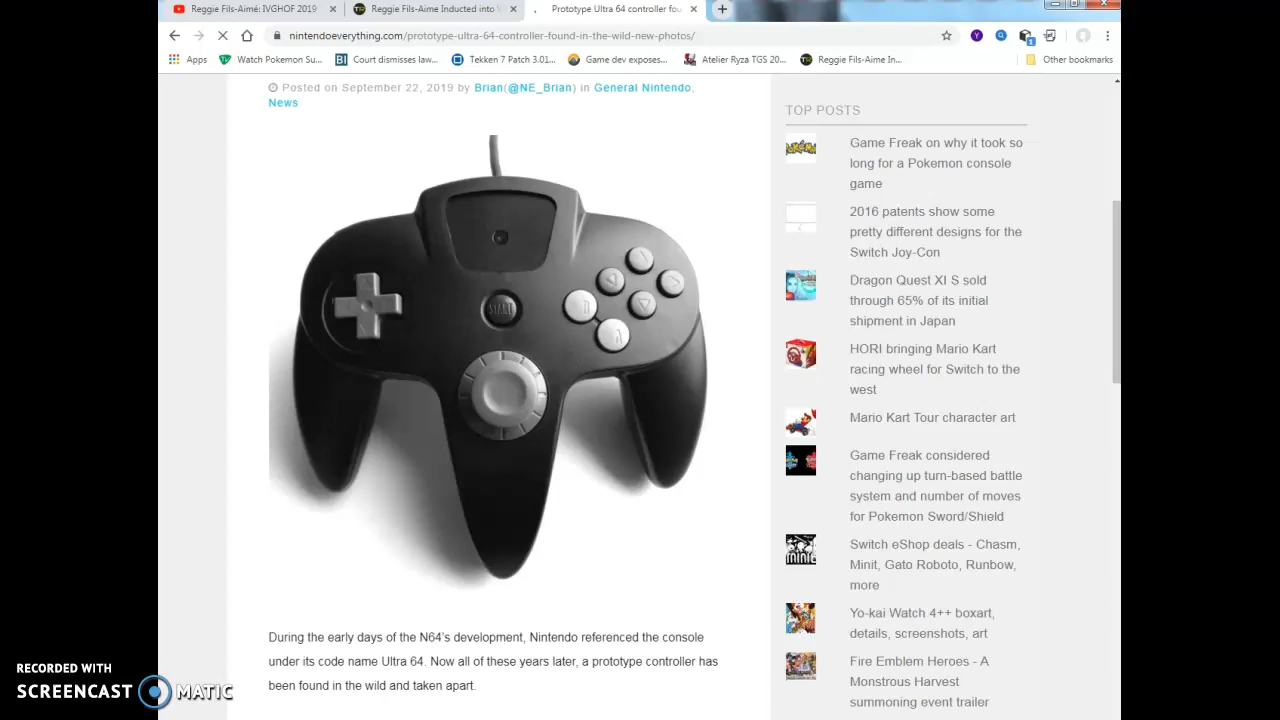 Reggie Fils-Aimé: IVGHOF 2019
Reggie Fils-Aime Inducted into
Prototype Ultra 64 controller fou
nintendoeverything.com/prototype-ultra-64-controller-found-in-the-wild-new-photos/
Apps
Watch Pokemon Su...
Court dismisses law...
Tekken 7 Patch 3.01...
Game dev exposes...
Atelier Ryza TGS 20...
Reggie Fils-Aime In...
Other bookmarks
Posted on September 22, 2019 by Brian(@NE_Brian) in General Nintendo,
News
START
B
A
During the early days of the N64's development, Nintendo referenced the console
under its code name Ultra 64. Now all of these years later, a prototype controller has
been found in the wild and taken apart.
TOP POSTS
Game Freak on why it took so
long for a Pokemon console
game
2016 patents show some
pretty different designs for the
Switch Joy-Con
Dragon Quest XI S sold
through 65% of its initial
shipment in Japan
HORI bringing Mario Kart
racing wheel for Switch to the
west
Mario Kart Tour character art
Game Freak considered
changing up turn-based battle
system and number of moves
for Pokemon Sword/Shield
Switch eShop deals - Chasm,
Minit, Gato Roboto, Runbow,
more
Yo-kai Watch 4++ boxart,
details, screenshots, art
Fire Emblem Heroes - A
Monstrous Harvest
summoning event trailer
RECORDED WITH
SCREENCAST MATIC